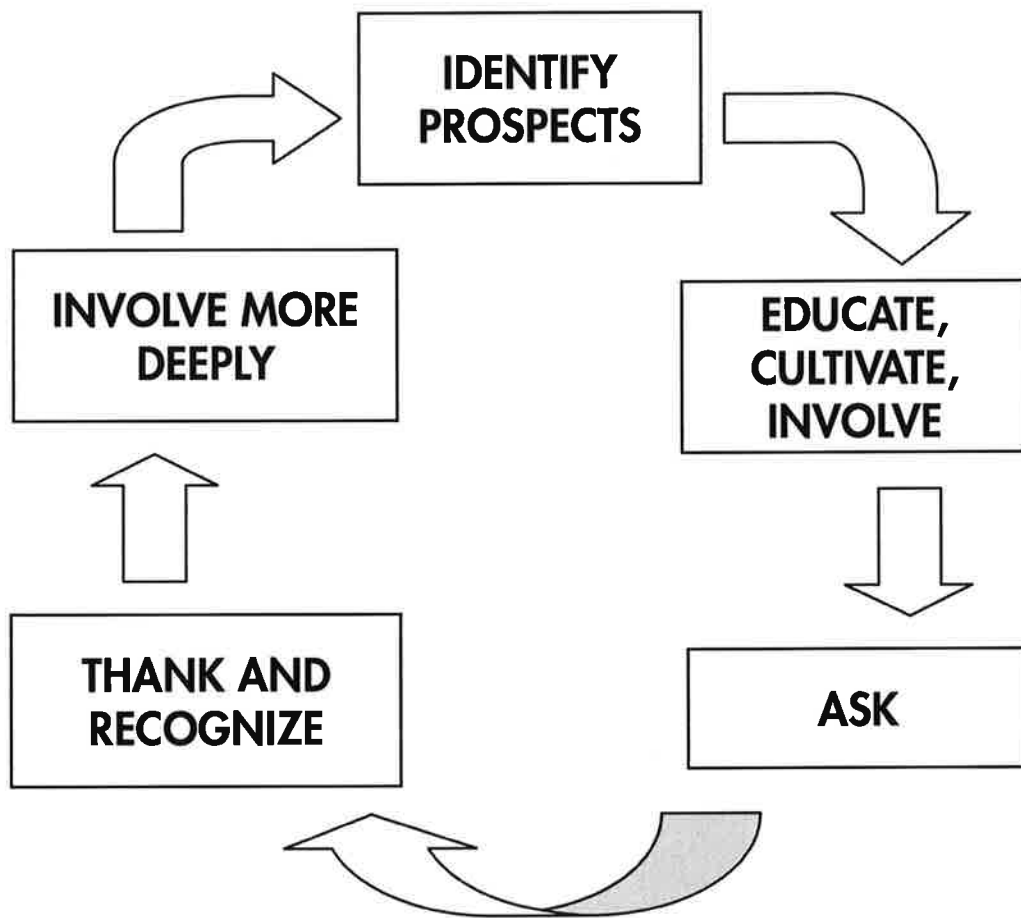 IDENTIFY
PROSPECTS
EDUCATE,
CULTIVATE,
INVOLVE
ASK
THANK AND
RECOGNIZE
INVOLVE MORE
DEEPLY